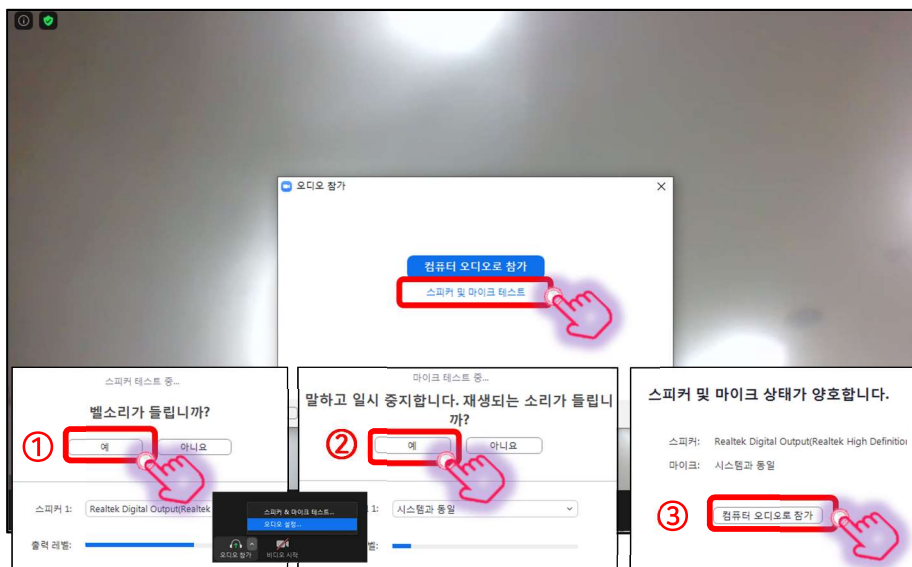 오디오 참가
컴퓨터 오디오로 참가
스피커 및 마이크 테스트
스피커 테스트 중...
벨소리가 들립니까?
①
예
아니요
스피커 1:
Realtek Digital Output(Realtek
출력 레벨:
스피커 & 마이크 테스트...
오디오 설정...
오디오 참가
비디오 시작
마이크 테스트 중...
말하고 일시 중지합니다. 재생되는 소리가 들립니
까?
②
예
아니요
1:
시스템과 동일
벨:
스피커 및 마이크 상태가 양호합니다.
스피커:
Realtek Digital Output(Realtek High Definitio
마이크:
시스템과 동일
③
컴퓨터 오디오로 참가